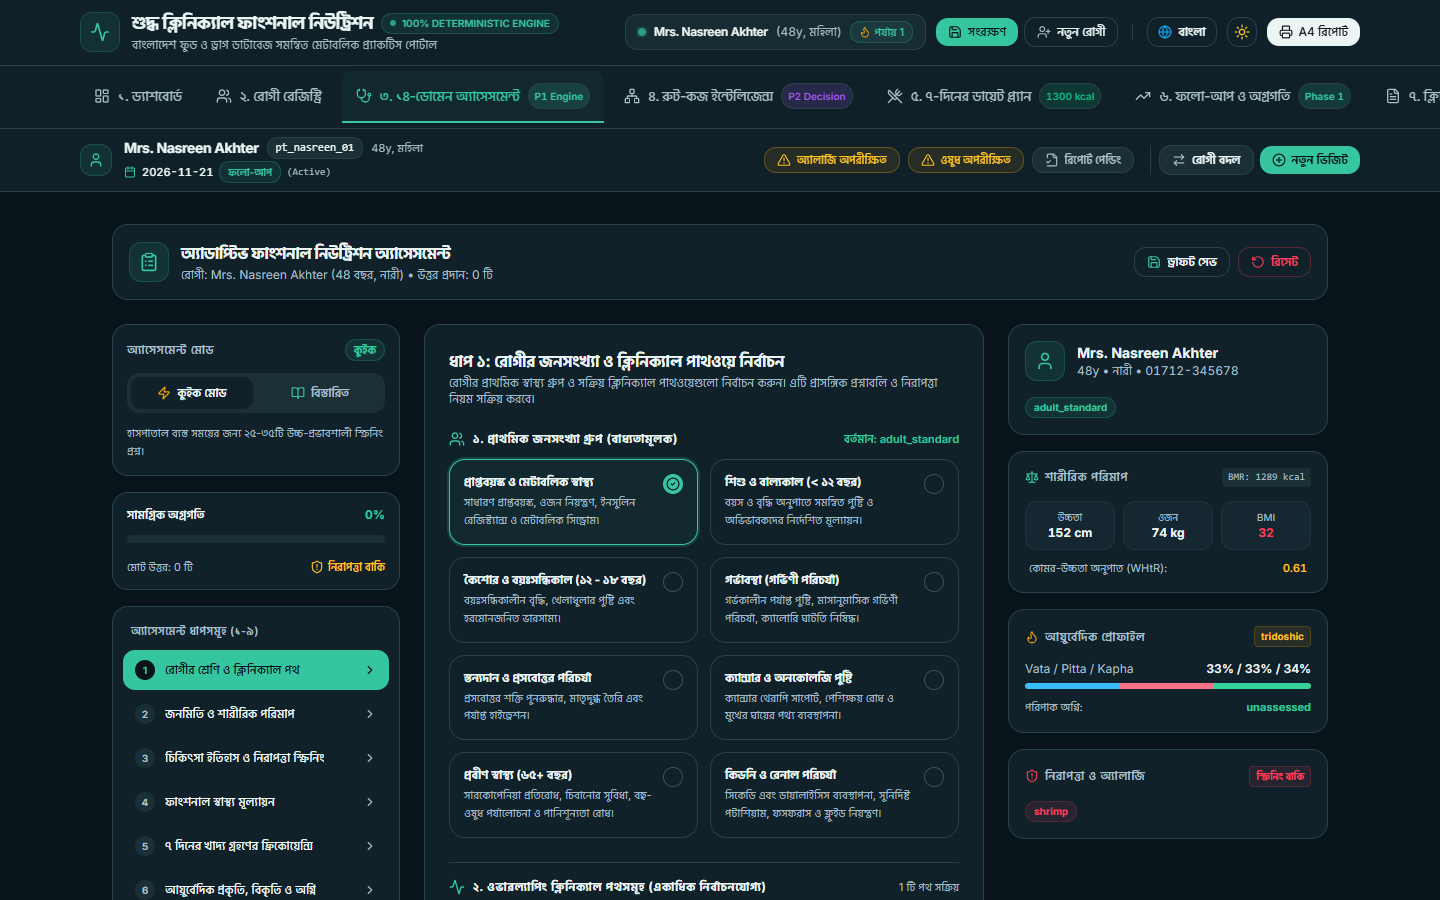 শুদ্ধ ক্লিনিক্যাল ফাংশনাল নিউট্রিশন
100% DETERMINISTIC ENGINE
বাংলাদেশ ফুড ও ড্রাগ ডাটাবেজ সমন্বিত মেটাবলিক প্র্যাকটিস পোর্টাল
Mrs. Nasreen Akhter (48y, মহিলা) পর্যায় 1
সংরক্ষণ
নতুন রোগী
বাংলা
A4 রিপোর্ট
১. ড্যাশবোর্ড
২. রোগী রেজিস্ট্রি
৩. ১৪-ডোমেন অ্যাসেসমেন্ট P1 Engine
৪. রুট-কজ ইন্টেলিজেন্স P2 Decision
৫. ৭-দিনের ডায়েট প্ল্যান 1300 kcal
৬. ফলো-আপ ও অগ্রগতি Phase 1
৭. ক্লি
Mrs. Nasreen Akhter pt_nasreen_01 48y, মহিলা
2026-11-21 ফলো-আপ (Active)
অ্যালার্জি অপরীক্ষিত
ওষুধ অপরীক্ষিত
রিপোর্ট পেন্ডিং
রোগী বদল
নতুন ভিজিট
অ্যাডাপ্টিভ ফাংশনাল নিউট্রিশন অ্যাসেসমেন্ট
রোগী: Mrs. Nasreen Akhter (48 বছর, নারী) • উত্তর প্রদান: 0 টি
ড্রাফট সেভ
রিসেট
অ্যাসেসমেন্ট মোড
কুইক
কুইক মোড
বিস্তারিত
হাসপাতাল ব্যস্ত সময়ের জন্য ২৫-৩৫টি উচ্চ-প্রভাবশালী স্ক্রিনিং
প্রশ্ন।
সামগ্রিক অগ্রগতি 0%
মোট উত্তর: 0 টি
নিরাপত্তা বাকি
অ্যাসেসমেন্ট ধাপসমূহ (১-৯)
1 রোগীর শ্রেণি ও ক্লিনিক্যাল পথ
2 জনমিতি ও শারীরিক পরিমাপ
3 চিকিৎসা ইতিহাস ও নিরাপত্তা স্ক্রিনিং
4 ফাংশনাল স্বাস্থ্য মূল্যায়ন
5 ৭ দিনের খাদ্য গ্রহণের ফ্রিকোয়েন্সি
6 আয়ুর্বেদিক প্রকৃতি, বিকৃতি ও অগ্নি
ধাপ ১: রোগীর জনসংখ্যা ও ক্লিনিক্যাল পাথওয়ে নির্বাচন
রোগীর প্রাথমিক স্বাস্থ্য গ্রুপ ও সক্রিয় ক্লিনিক্যাল পাথওয়েগুলো নির্বাচন করুন। এটি প্রাসঙ্গিক প্রশ্নাবলি ও নিরাপত্তা
নিয়ম সক্রিয় করবে।
১. প্রাথমিক জনসংখ্যা গ্রুপ (বাধ্যতামূলক)
বর্তমান: adult_standard
প্রাপ্তবয়স্ক ও মেটাবলিক স্বাস্থ্য
সাধারণ প্রাপ্তবয়স্ক, ওজন নিয়ন্ত্রণ, ইনসুলিন
রেজিস্ট্যান্স ও মেটাবলিক সিন্ড্রোম।
শিশু ও বাল্যকাল (< ১২ বছর)
বয়স ও বৃদ্ধি অনুপাতে সমন্বিত পুষ্টি ও
অভিভাবকদের নির্দেশিত মূল্যায়ন।
কৈশোর ও বয়ঃসন্ধিকাল (১২ - ১৮ বছর)
বয়ঃসন্ধিকালীন বৃদ্ধি, খেলাধুলার পুষ্টি এবং
হরমোনজনিত ভারসাম্য।
গর্ভাবস্থা (গর্ভিণী পরিচর্যা)
গর্ভকালীন পর্যাপ্ত পুষ্টি, মাসানুমাসিক গর্ভিণী
পরিচর্যা, ক্যালোরি ঘাটতি নিষিদ্ধ।
স্তন্যদান ও প্রসবোত্তর পরিচর্যা
প্রসবোত্তর শক্তি পুনরুদ্ধার, মাতৃদুগ্ধ তৈরি এবং
পর্যাপ্ত হাইড্রেশন।
ক্যান্সার ও অনকোলজি পুষ্টি
ক্যান্সার থেরাপি সাপোর্ট, পেশিক্ষয় রোধ ও
মুখের ঘায়ের পথ্য ব্যবস্থাপনা।
প্রবীণ স্বাস্থ্য (৬৫+ বছর)
সারকোপেনিয়া প্রতিরোধ, চিবানোর সুবিধা, বহু-
ওষুধ পর্যালোচনা ও পানিশূন্যতা রোধ।
কিডনি ও রেনাল পরিচর্যা
সিকেডি এবং ডায়ালাইসিস ব্যবস্থাপনা, সুনির্দিষ্ট
পটাশিয়াম, ফসফরাস ও ফ্লুইড নিয়ন্ত্রণ।
২. ওভারল্যাপিং ক্লিনিক্যাল পথসমূহ (একাধিক নির্বাচনযোগ্য)
1 টি পথ সক্রিয়
Mrs. Nasreen Akhter
48y • নারী • 01712-345678
adult_standard
শারীরিক পরিমাপ BMR: 1289 kcal
উচ্চতা
152 cm
ওজন
74 kg
BMI
32
কোমর-উচ্চতা অনুপাত (WHtR): 0.61
আয়ুর্বেদিক প্রোফাইল tridoshic
Vata / Pitta / Kapha 33% / 33% / 34%
পরিপাক অগ্নি: unassessed
নিরাপত্তা ও অ্যালার্জি স্ক্রিনিং বাকি
shrimp